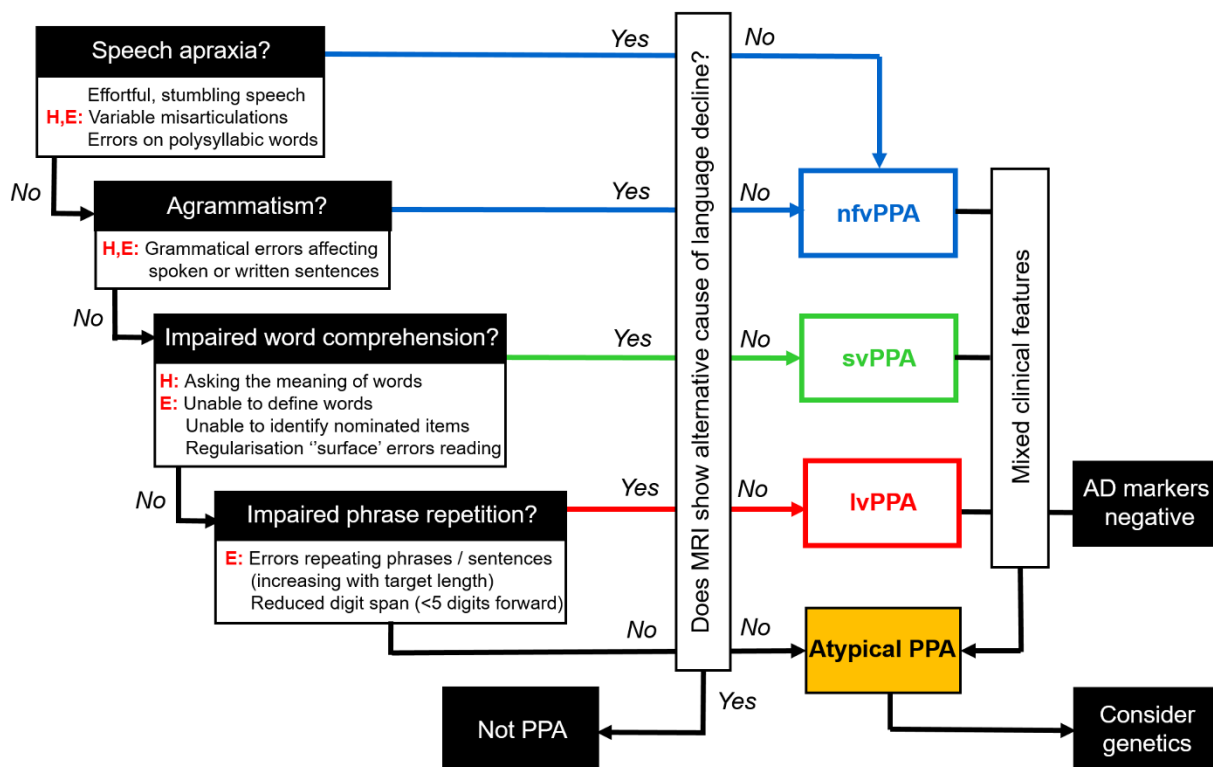 Speech apraxia?
Effortful, stumbling speech
H,E: Variable misarticulations
Errors on polysyllabic words
Yes
No
No
Agrammatism?
H,E: Grammatical errors affecting
spoken or written sentences
Yes
No
nfvPPA
No
Impaired word comprehension?
H: Asking the meaning of words
E: Unable to define words
Unable to identify nominated items
Regularisation ‘'surface’ errors reading
Yes
No
svPPA
No
Impaired phrase repetition?
E: Errors repeating phrases / sentences
(increasing with target length)
Reduced digit span (<5 digits forward)
Yes
No
lvPPA
No
No
Atypical PPA
Does MRI show alternative cause of language decline?
Yes
Not PPA
Mixed clinical features
AD markers
negative
Consider
genetics